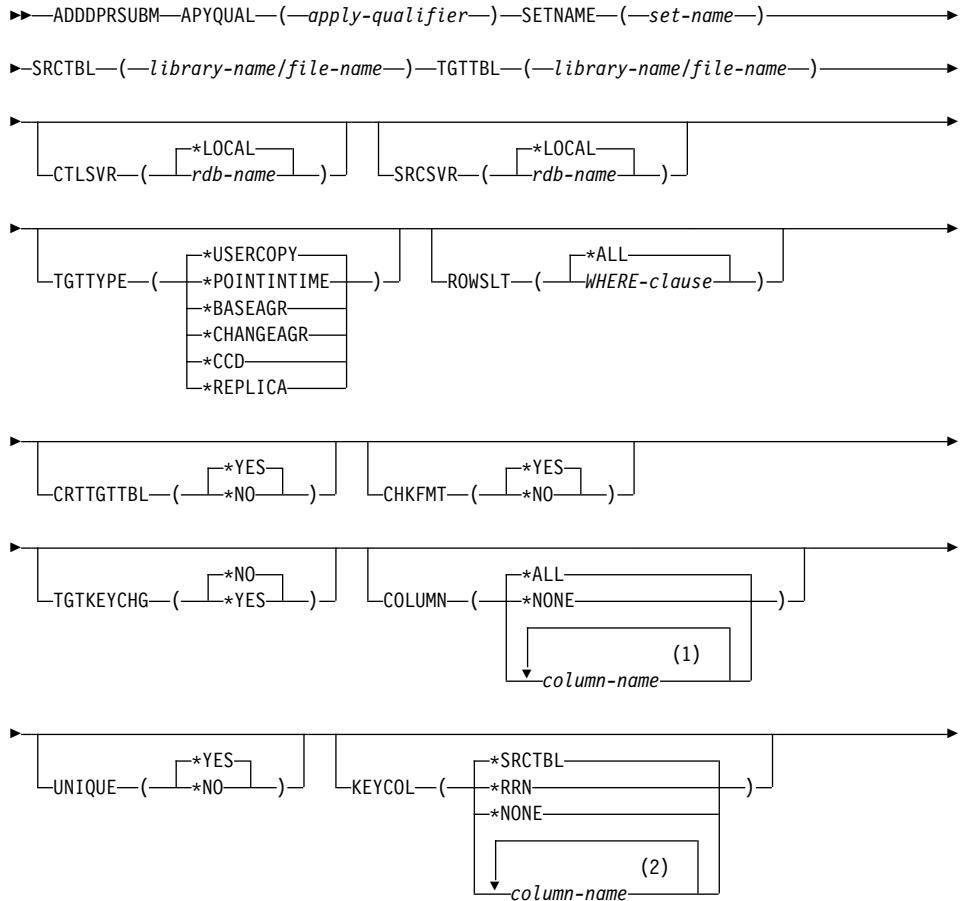 ADDDPRSUBM APYQUAL ( apply-qualifier ) SETNAME ( set-name )
SRCTBL ( library-name/file-name ) TGTTBL ( library-name/file-name )
*LOCAL *LOCAL
CTLSVR ( rdb-name ) SRCSVR ( rdb-name )
*USERCOPY *ALL
TGTTYPE ( *POINTINTIME ) ROWSLT ( WHERE-clause )
*BASEAGR
*CHANGEAGR
*CCD
*REPLICA
*YES *YES
CRTTGTTBL ( *NO ) CHKFMT ( *NO )
*NO *ALL
TGTKEYCHG ( *YES ) COLUMN ( *NONE )
(1)
column-name
*YES *SRCTBL
UNIQUE ( *NO ) KEYCOL ( *RRN )
*NONE
(2)
column-name